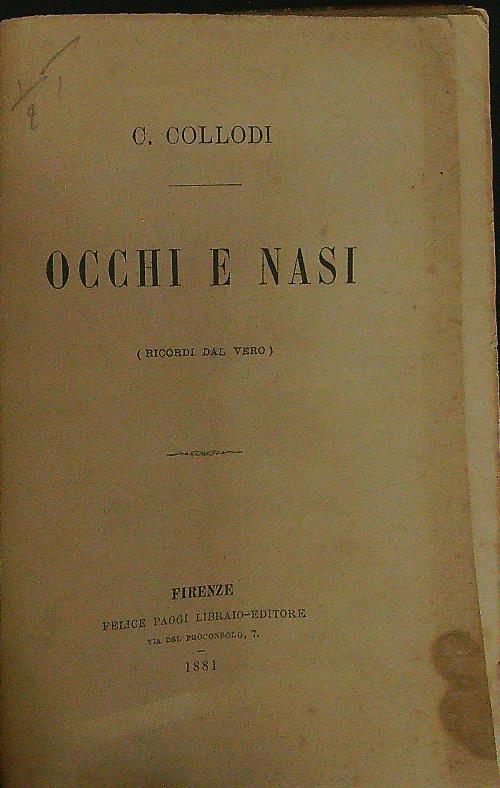 C. COLLODI
OCCHI E NASI
(RICORDI DAL VERO)
FIRENZE
FELICE PAGGI LIBRAIO-EDITORE
VIA DEL PROCONSOLO, 7.
1881